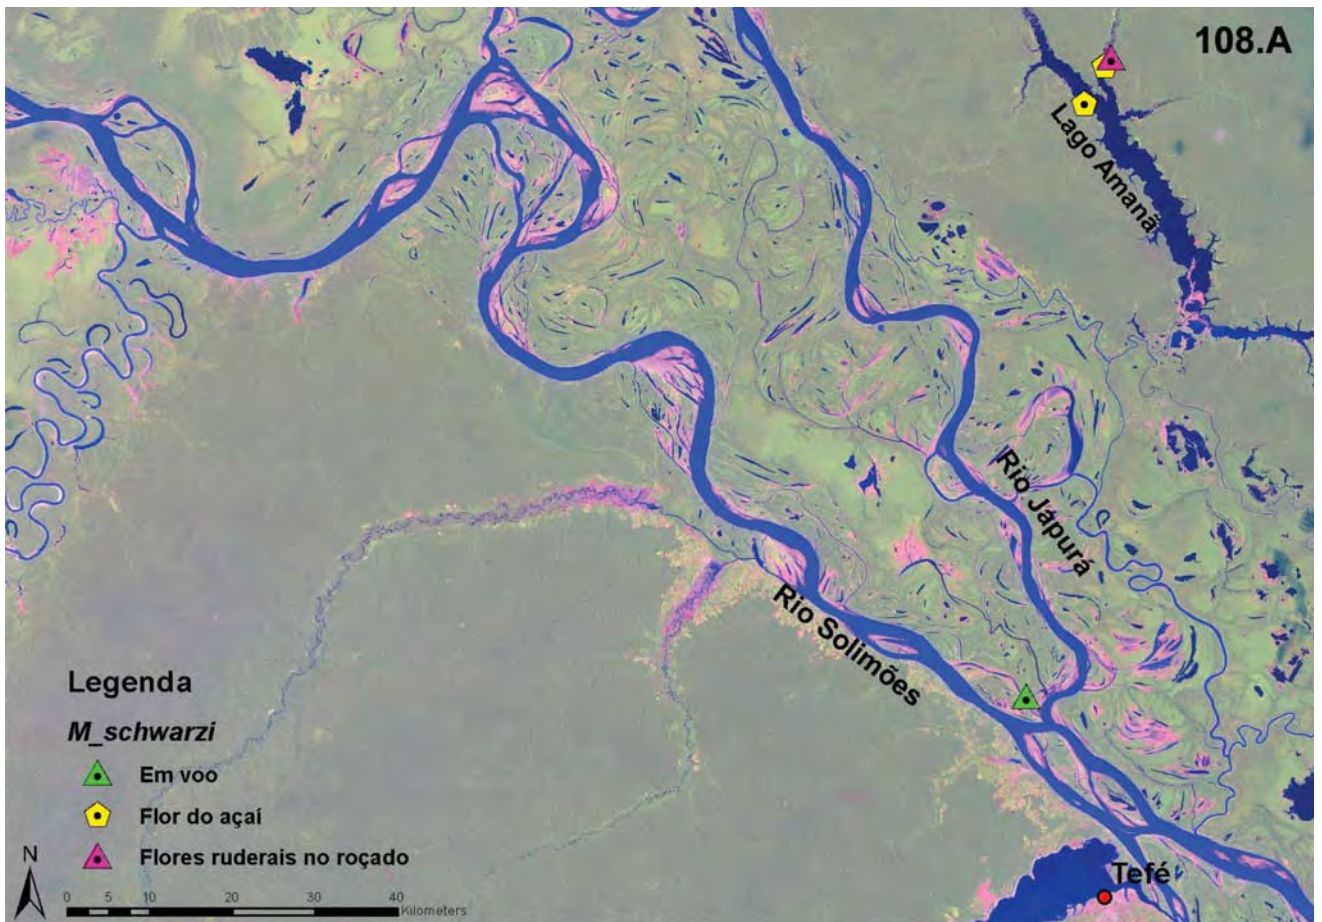 108.A
Lago Amanã
Rio Japurá
Rio Solimões
Legenda
M_schwarzi
Em voo
Flor do açaí
Flores ruderais no roçado
N
0 5 10 20 30 40
Kilometers
Tefé